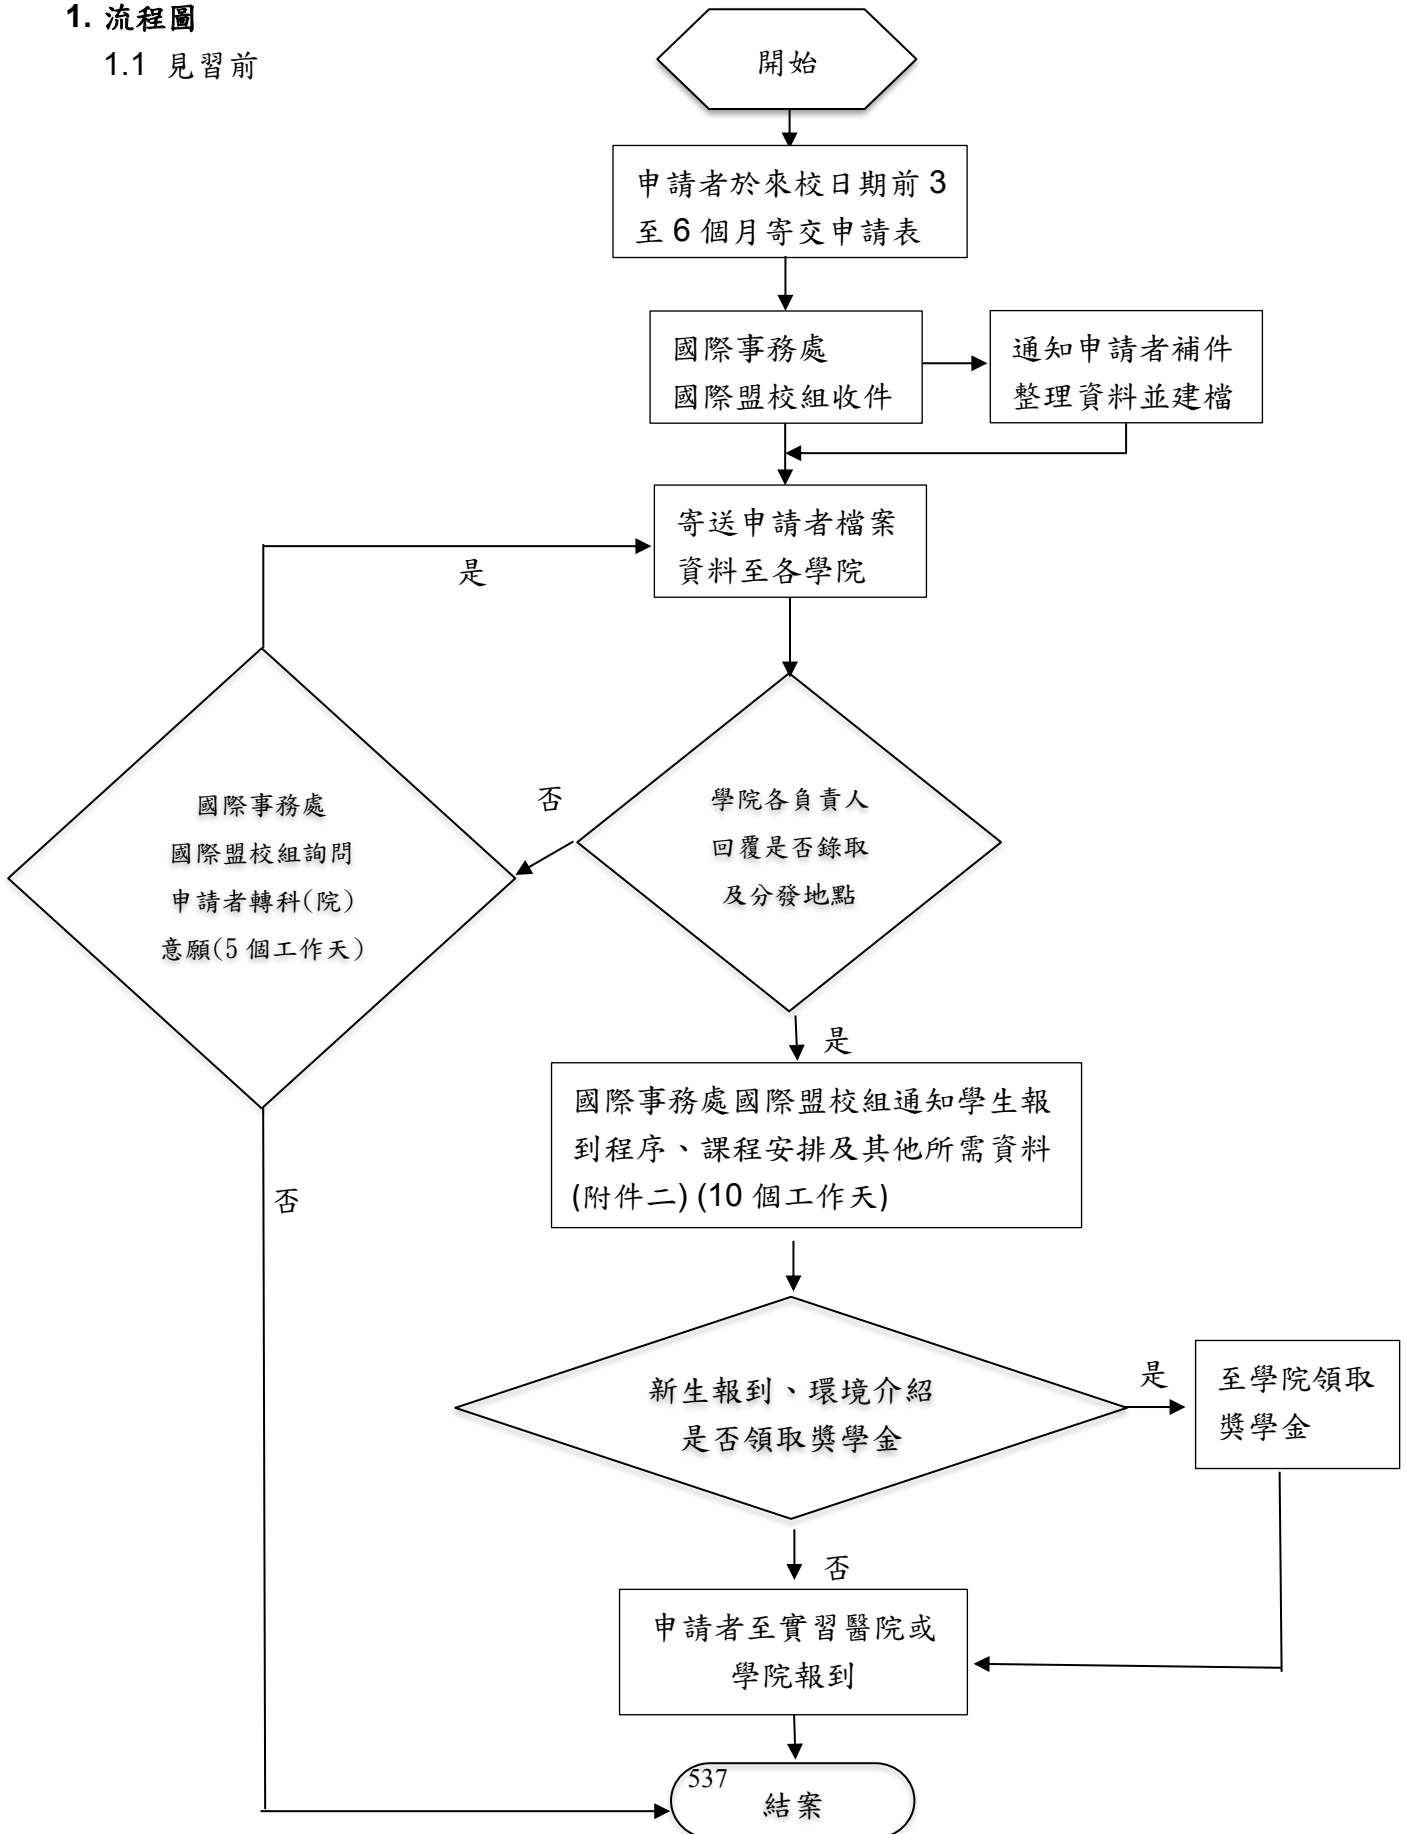 1. 流程圖
1.1 見習前
開始
申請者於來校日期前 3
至 6 個月寄交申請表
國際事務處
國際盟校組收件
通知申請者補件
整理資料並建檔
寄送申請者檔案
資料至各學院
是
國際事務處
國際盟校組詢問
申請者轉科(院)
意願(5 個工作天)
否
學院各負責人
回覆是否錄取
及分發地點
是
國際事務處國際盟校組通知學生報
到程序、課程安排及其他所需資料
(附件二) (10 個工作天)
否
新生報到、環境介紹
是否領取獎學金
是
至學院領取
獎學金
否
申請者至實習醫院或
學院報到
537
結案